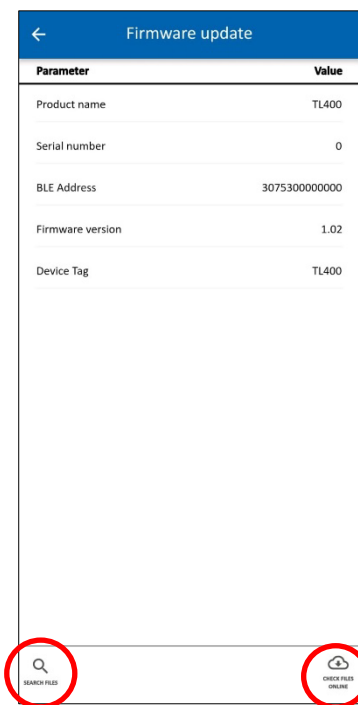 Firmware update
Parameter Value
Product name TL400
Serial number 0
BLE Address 3075300000000
Firmware version 1.02
Device Tag TL400
SEARCH FILES
CHECK FILES
ONLINE